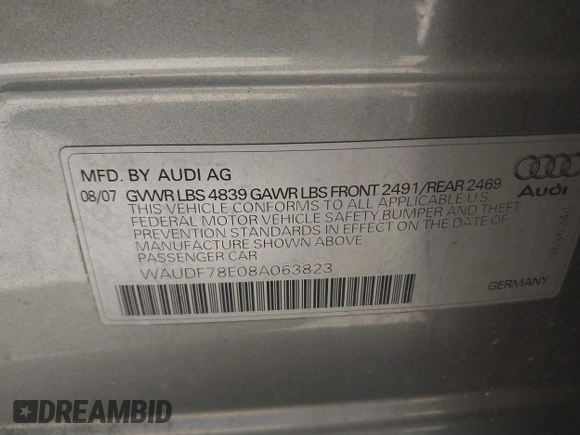 MFD. BY AUDI AG
08/07 GVWR LBS 4839 GAWR LBS FRONT 2491/REAR 2469
THIS VEHICLE CONFORMS TO ALL APPLICABLE U.S.
FEDERAL MOTOR VEHICLE SAFETY,BUMPER AND THEFT
PREVENTION STANDARDS IN EFFECT ON THE DATE OF
MANUFACTURE SHOWN ABOVE
PASSENGER CAR
WAUDF78E08A063823
Audi
GERMANY
DREAMBID